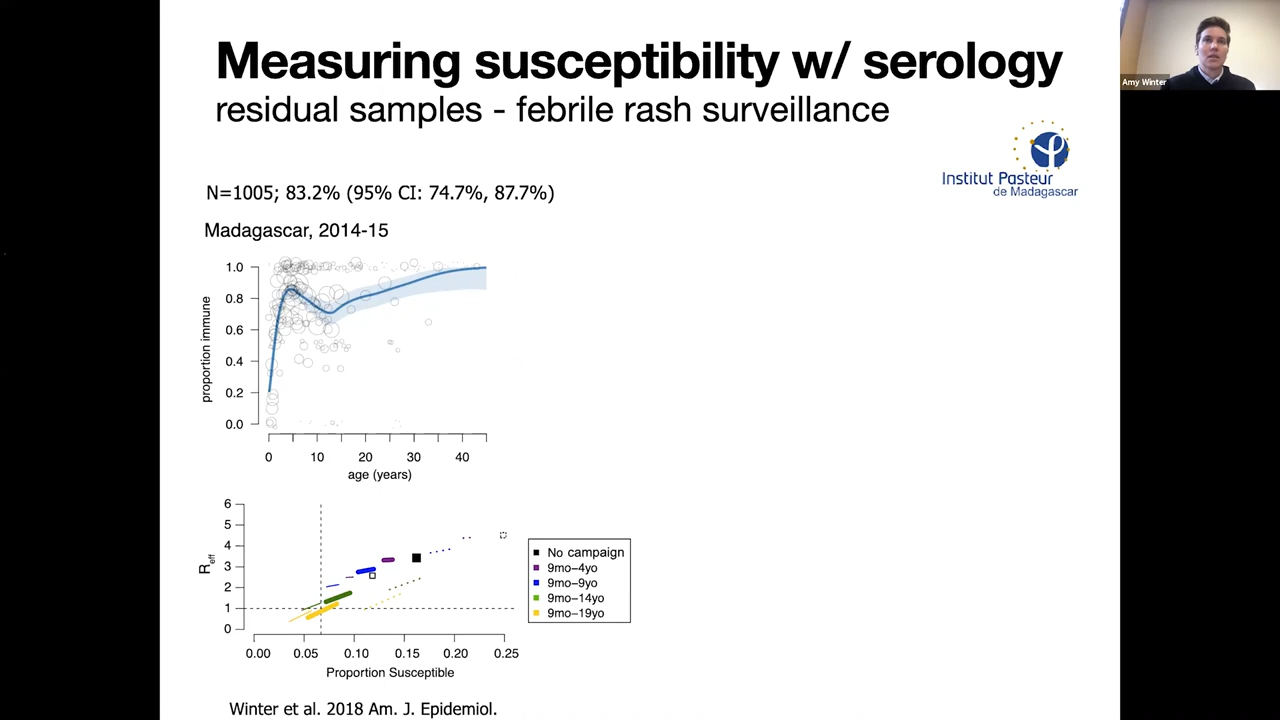 Measuring susceptibility w/ serology
residual samples - febrile rash surveillance
Amy Winter
Institut Pasteur
de Madagascar
N=1005; 83.2% (95% CI: 74.7%, 87.7%)
Madagascar, 2014-15
proportion immune
1.0
0.8
0.6
0.4
0.2
0.0
0 10 20 30 40
age (years)
Reff
6
5
4
3
2
1
0
0.00 0.05 0.10 0.15 0.20 0.25
Proportion Susceptible
No campaign
9mo−4yo
9mo−9yo
9mo−14yo
9mo−19yo
Winter et al. 2018 Am. J. Epidemiol.